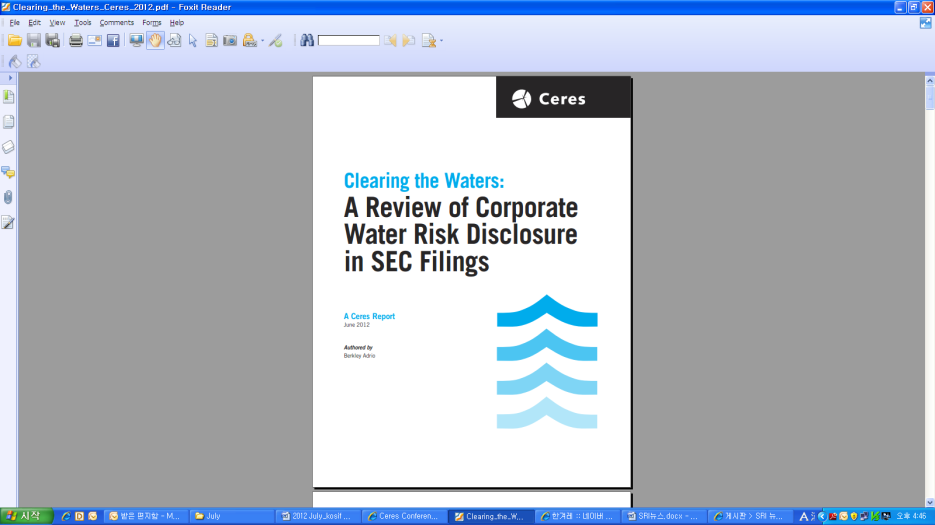 Clearing_the_Waters_Ceres_2012.pdf - Foxit Reader
File Edit View Tools Comments Forms Help
Ceres
Clearing the Waters:
A Review of Corporate
Water Risk Disclosure
in SEC Filings
A Ceres Report
June 2012
Authored by
Berkley Adrio
시작 받은 편지함 - M... July 2012 July_kosif ... Ceres Conferen... Clearing_the_W... 한겨레 :: 네이버 ... SRI뉴스.docx - ... 게시판 > SRI 뉴... 오후 4:46